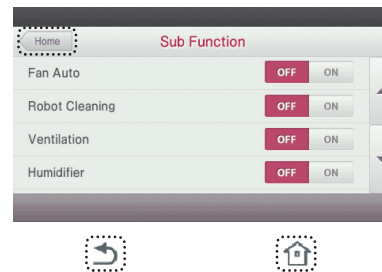 Home Sub Function
Fan Auto OFF ON
Robot Cleaning OFF ON
Ventilation OFF ON
Humidifier OFF ON